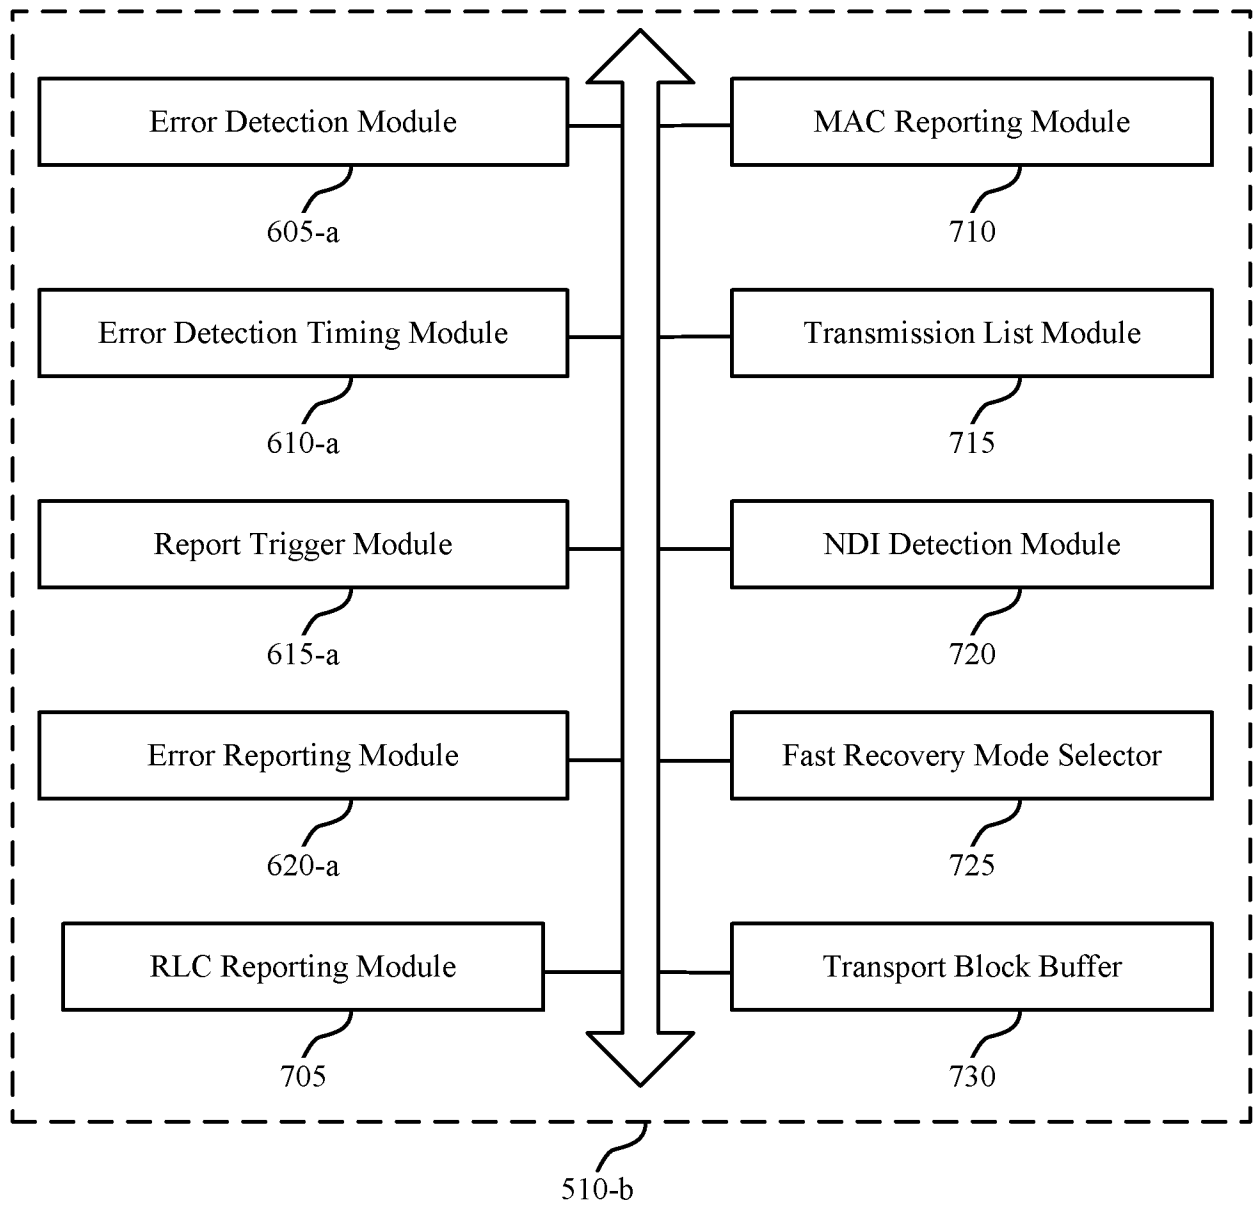 Error Detection Module
605-a
MAC Reporting Module
710
Error Detection Timing Module
610-a
Transmission List Module
715
Report Trigger Module
615-a
NDI Detection Module
720
Error Reporting Module
620-a
Fast Recovery Mode Selector
725
RLC Reporting Module
705
Transport Block Buffer
730
510-b